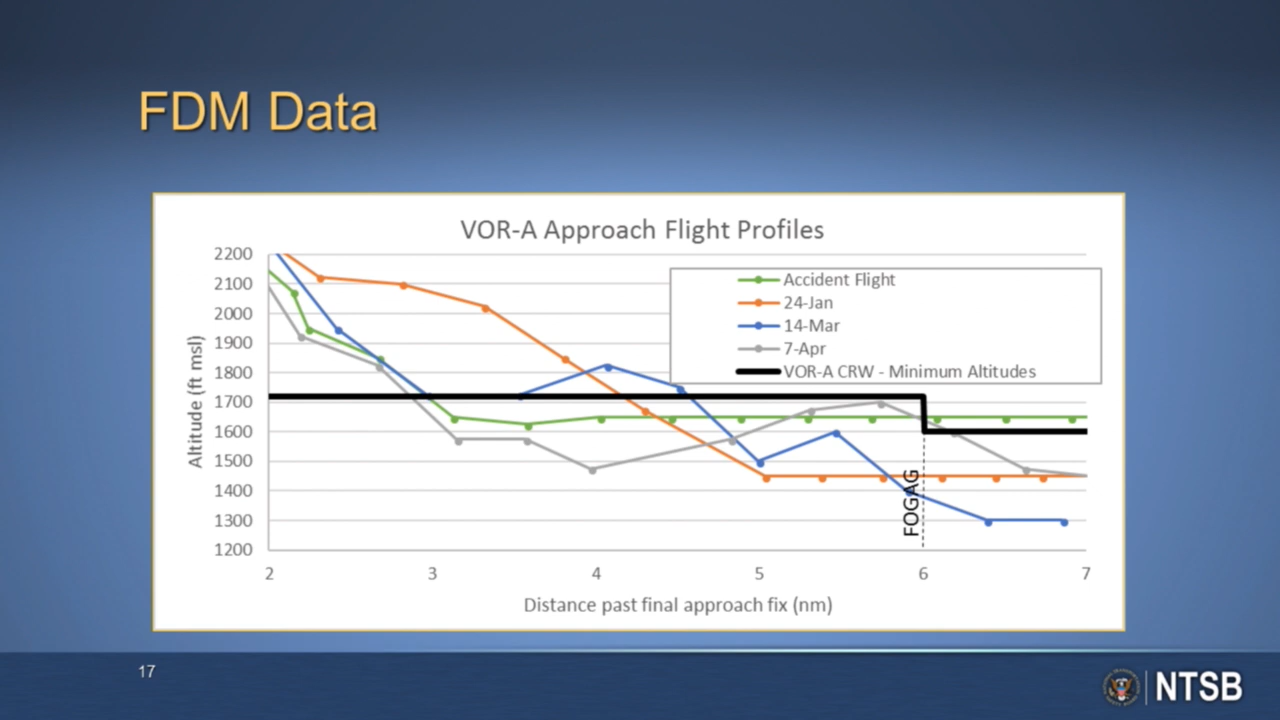 FDM Data
VOR-A Approach Flight Profiles
2200
2100
2000
1900
1800
1700
1600
1500
1400
1300
1200
Altitude (ft msl)
Accident Flight
24-Jan
14-Mar
7-Apr
VOR-A CRW - Minimum Altitudes
FOGAG
2 3 4 5 6 7
Distance past final approach fix (nm)
17
NTSB